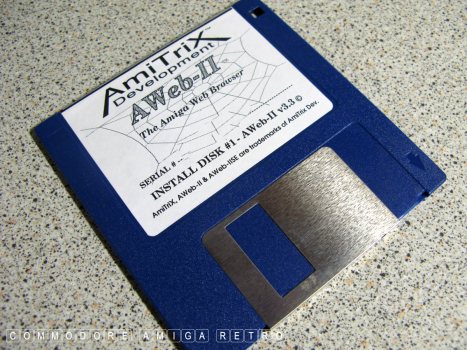 AmiTriX
Development
AWeb-II
The Amiga Web Browser
SERIAL #
INSTALL DISK #1. AWeb-II v3.3 ©
AmiTriX, AWeb-II & AWeb-IISE are trademarks of AmiTrix Dev.
COMMODORE AMIGA RETRO